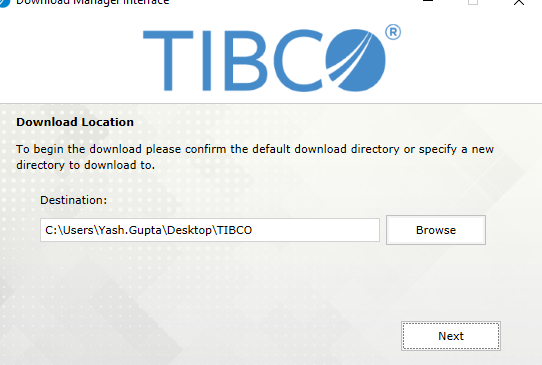 Download Manager Interface
TIBCO®
Download Location
To begin the download please confirm the default download directory or specify a new
directory to download to.
Destination:
C:\Users\Yash.Gupta\Desktop\TIBCO
Browse
Next